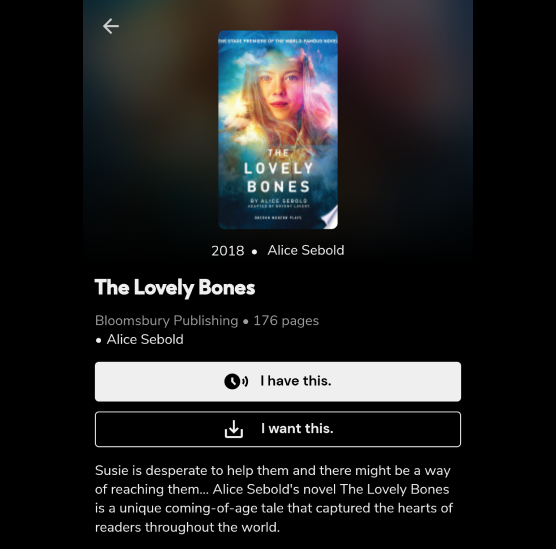 THE STAGE PREMIERE OF THE WORLD-FAMOUS NOVEL
THE
LOVELY
BONES
BY ALICE SEBOLD
ADAPTED BY BRYONY LAVERY
OBERON MODERN PLAYS
2018 • Alice Sebold
The Lovely Bones
Bloomsbury Publishing • 176 pages
• Alice Sebold
I have this.
I want this.
Susie is desperate to help them and there might be a way
of reaching them... Alice Sebold's novel The Lovely Bones
is a unique coming-of-age tale that captured the hearts of
readers throughout the world.